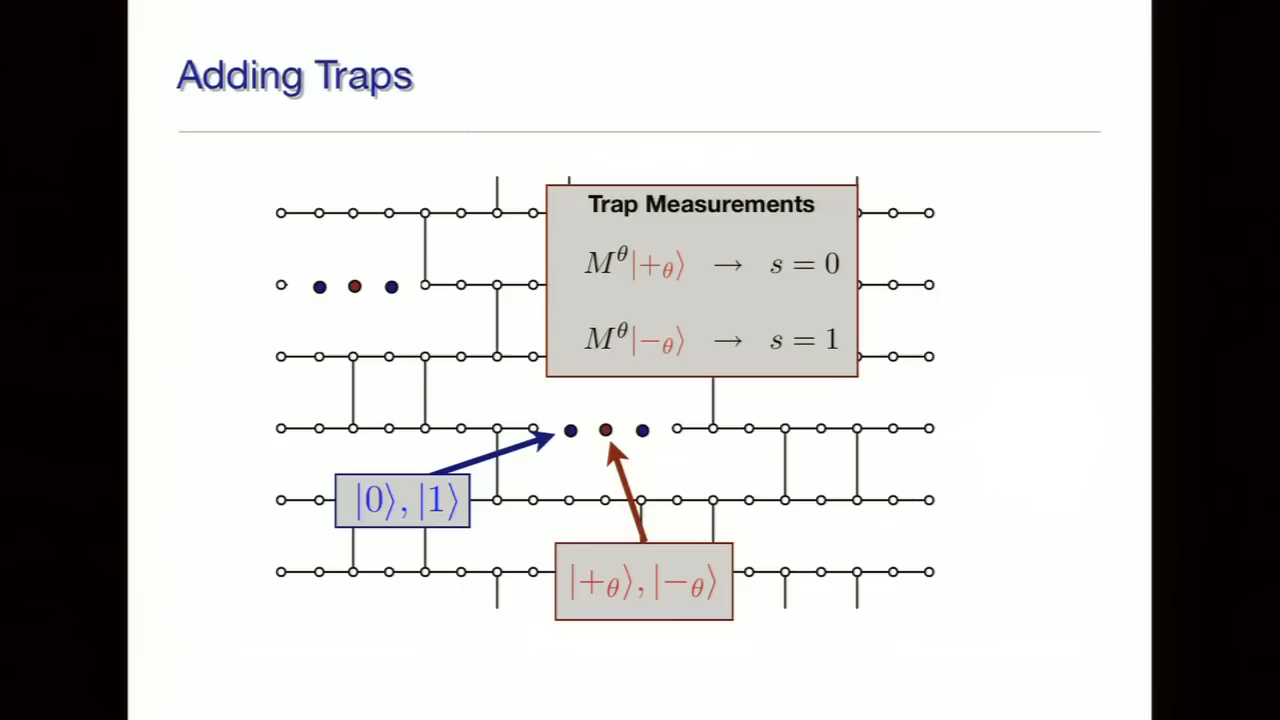 Adding Traps
Trap Measurements
M^θ|+_θ⟩ → s = 0
M^θ|−_θ⟩ → s = 1
|0⟩, |1⟩
|+_θ⟩, |−_θ⟩